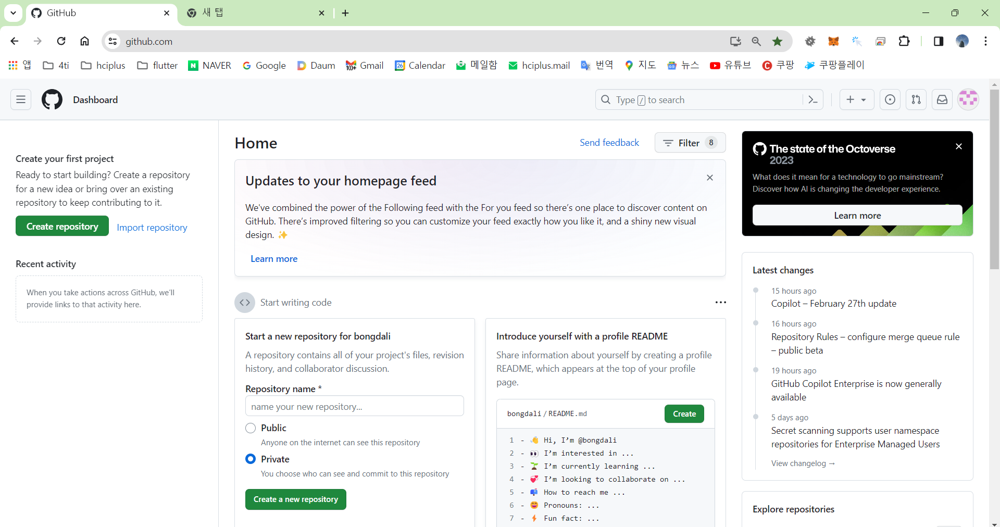 GitHub
새 탭
github.com
앱
4ti
hciplus
flutter
NAVER
Google
Daum
100+
Gmail
26
Calendar
메일함
hciplus.mail
번역
지도
뉴스
유튜브
쿠팡
쿠팡플레이
Dashboard
Type / to search
Create your first project
Ready to start building? Create a repository
for a new idea or bring over an existing
repository to keep contributing to it.
Create repository
Import repository
Recent activity
When you take actions across GitHub, we'll
provide links to that activity here.
Home
Send feedback
Filter 8
Updates to your homepage feed
We've combined the power of the Following feed with the For you feed so there's one place to discover content on
GitHub. There's improved filtering so you can customize your feed exactly how you like it, and a shiny new visual
design. ✨
Learn more
Start writing code
Start a new repository for bongdali
A repository contains all of your project's files, revision
history, and collaborator discussion.
Repository name *
name your new repository...
Public
Anyone on the internet can see this repository
Private
You choose who can see and commit to this repository
Create a new repository
Introduce yourself with a profile README
Share information about yourself by creating a profile
README, which appears at the top of your profile
page.
bongdali / README.md
Create
1 - 👋 Hi, I’m @bongdali
2 - 👀 I’m interested in ...
3 - 🌱 I’m currently learning ...
4 - 💞️ I’m looking to collaborate on ...
5 - 📫 How to reach me ...
6 - 😄 Pronouns: ...
7 - ⚡ Fun fact: ...
The state of the Octoverse
2023
What does it mean for a technology to go mainstream?
Discover how AI is changing the developer experience.
Learn more
Latest changes
15 hours ago
Copilot – February 27th update
16 hours ago
Repository Rules – configure merge queue rule
– public beta
19 hours ago
GitHub Copilot Enterprise is now generally
available
5 days ago
Secret scanning supports user namespace
repositories for Enterprise Managed Users
View changelog →
Explore repositories